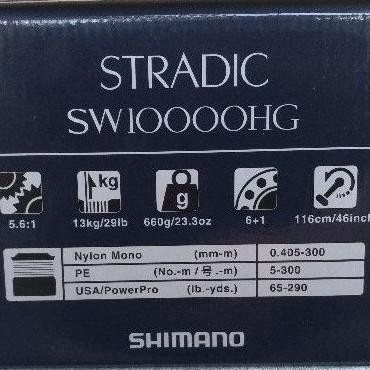 STRADIC
SW10000HG
kg
g
5.6:1 13kg/29lb 660g/23.3oz 6+1 116cm/46inch
Nylon Mono (mm-m) 0.405-300
PE (No.-m / 号.-m) 5-300
USA/PowerPro (lb.-yds.) 65-290
SHIMANO